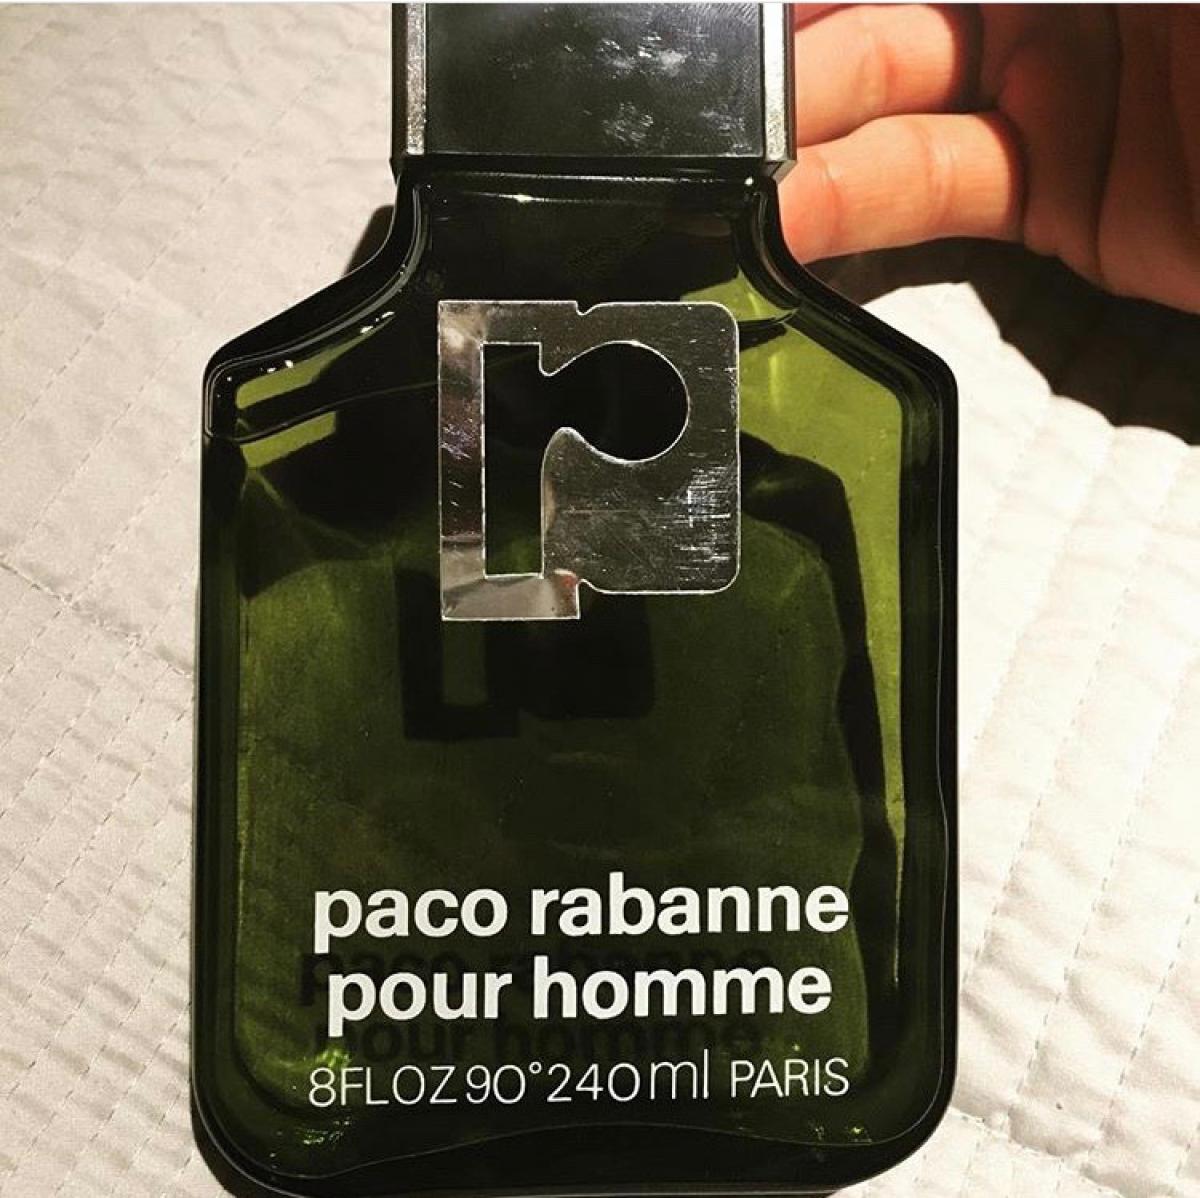 paco rabanne
pour homme
8FLOZ 90° 240ml PARIS